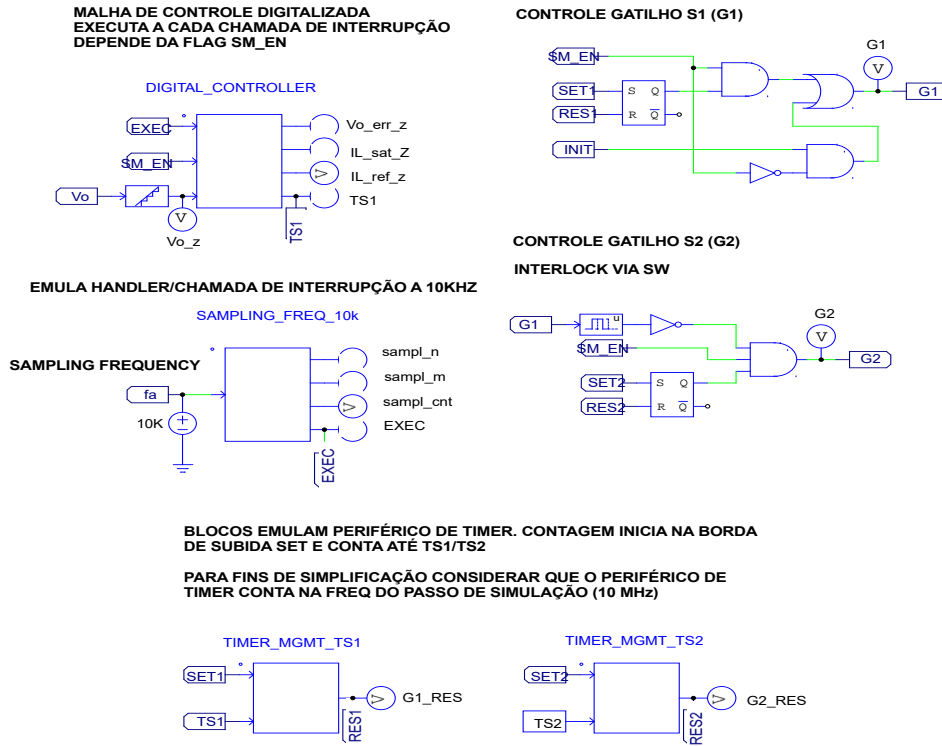 MALHA DE CONTROLE DIGITALIZADA
EXECUTA A CADA CHAMADA DE INTERRUPÇÃO
DEPENDE DA FLAG SM_EN
DIGITAL_CONTROLLER
EXEC
SM_EN
Vo
V
Vo_z
Vo_err_z
IL_sat_Z
V
IL_ref_z
TS1
TS1
CONTROLE GATILHO S1 (G1)
SM_EN
SET1
RES1
S Q
R Q
INIT
G1
V
G1
EMULA HANDLER/CHAMADA DE INTERRUPÇÃO A 10KHZ
SAMPLING_FREQ_10k
SAMPLING FREQUENCY
fa
10K
sampl_n
sampl_m
V
sampl_cnt
EXEC
EXEC
CONTROLE GATILHO S2 (G2)
INTERLOCK VIA SW
G1
u
SM_EN
SET2
RES2
S Q
R Q
G2
V
G2
BLOCOS EMULAM PERIFÉRICO DE TIMER. CONTAGEM INICIA NA BORDA
DE SUBIDA SET E CONTA ATÉ TS1/TS2
PARA FINS DE SIMPLIFICAÇÃO CONSIDERAR QUE O PERIFÉRICO DE
TIMER CONTA NA FREQ DO PASSO DE SIMULAÇÃO (10 MHz)
TIMER_MGMT_TS1
SET1
TS1
RES1
V
G1_RES
TIMER_MGMT_TS2
SET2
TS2
RES2
V
G2_RES